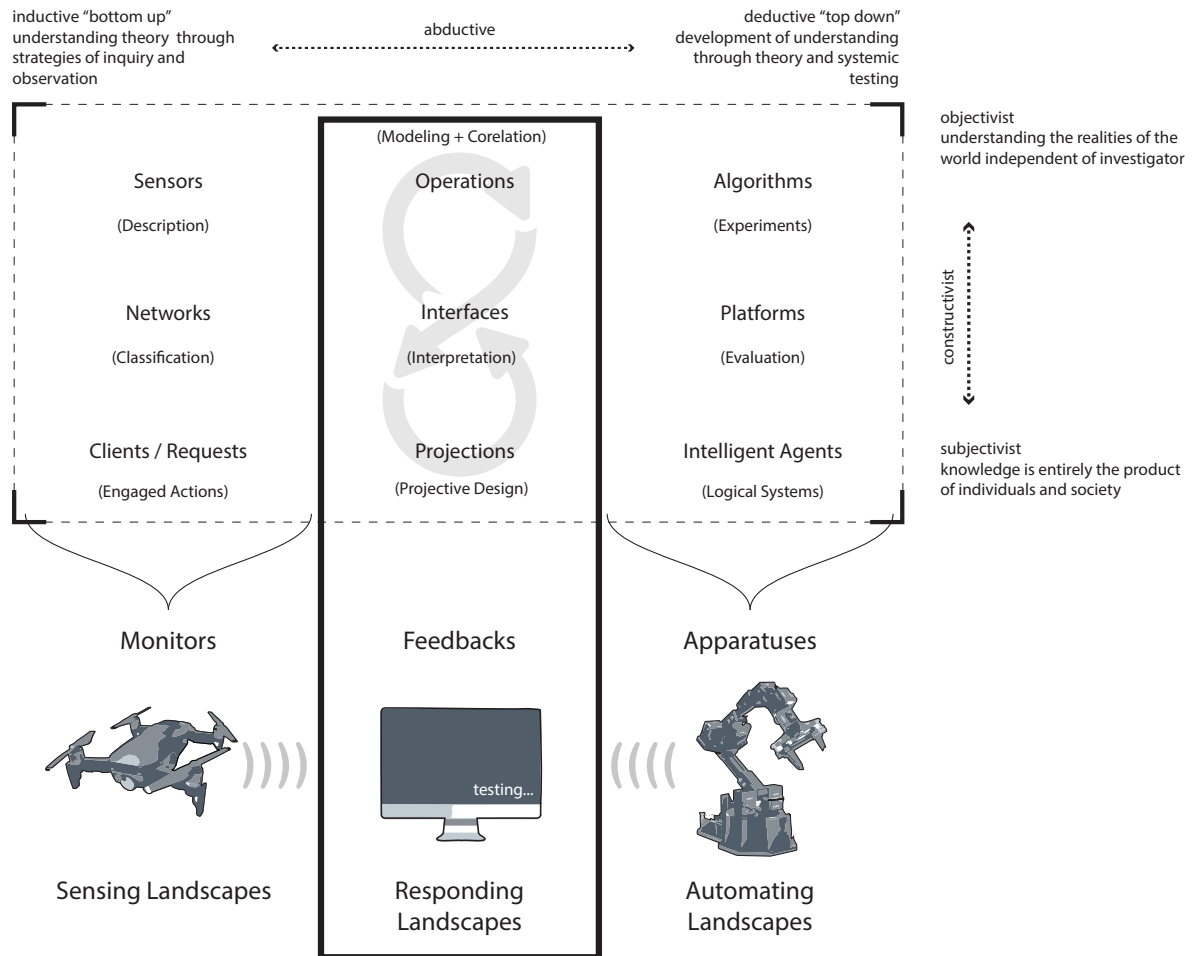 inductive “bottom up”
understanding theory through
strategies of inquiry and
observation
abductive
deductive “top down”
development of understanding
through theory and systemic
testing
objectivist
understanding the realities of the
world independent of investigator
constructivist
subjectivist
knowledge is entirely the product
of individuals and society
(Modeling + Corelation)
Sensors
Operations
Algorithms
(Description)
(Experiments)
Networks
Interfaces
Platforms
(Classification)
(Interpretation)
(Evaluation)
Clients / Requests
Projections
Intelligent Agents
(Engaged Actions)
(Projective Design)
(Logical Systems)
Monitors
Feedbacks
Apparatuses
testing...
Sensing Landscapes
Responding
Landscapes
Automating
Landscapes